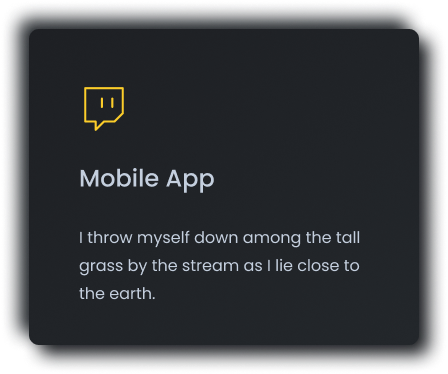 Mobile App
I throw myself down among the tall
grass by the stream as I lie close to
the earth.